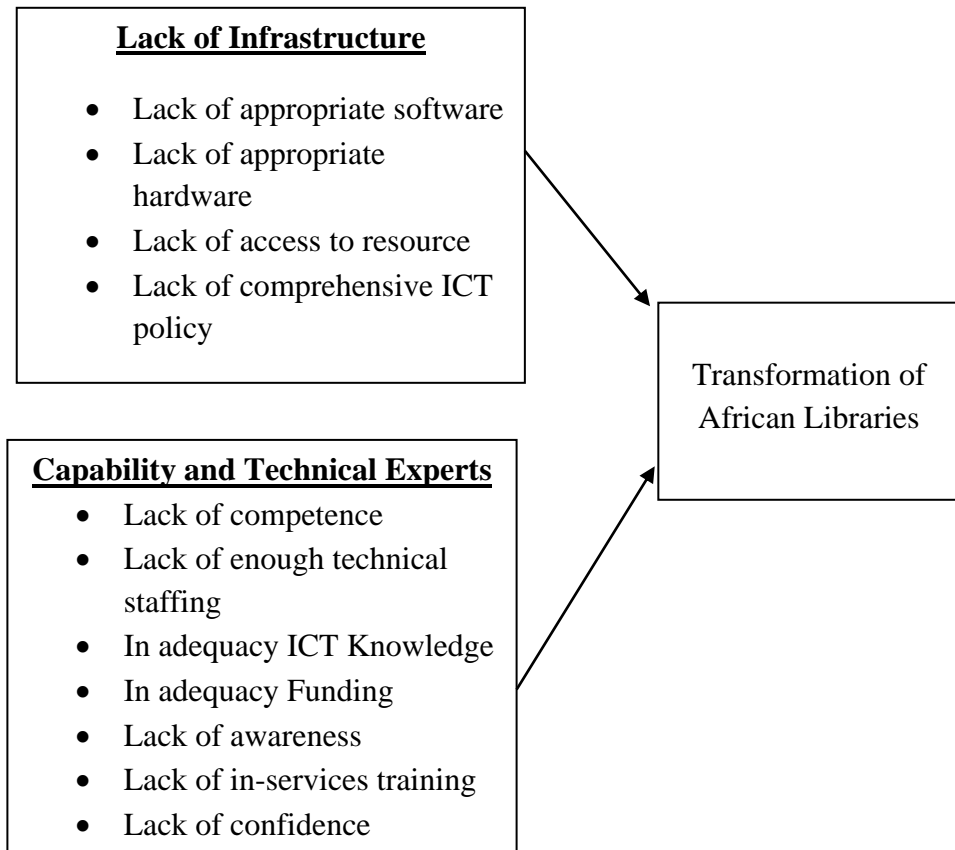 Lack of Infrastructure
• Lack of appropriate software
• Lack of appropriate
hardware
• Lack of access to resource
• Lack of comprehensive ICT
policy
Transformation of
African Libraries
Capability and Technical Experts
• Lack of competence
• Lack of enough technical
staffing
• In adequacy ICT Knowledge
• In adequacy Funding
• Lack of awareness
• Lack of in-services training
• Lack of confidence